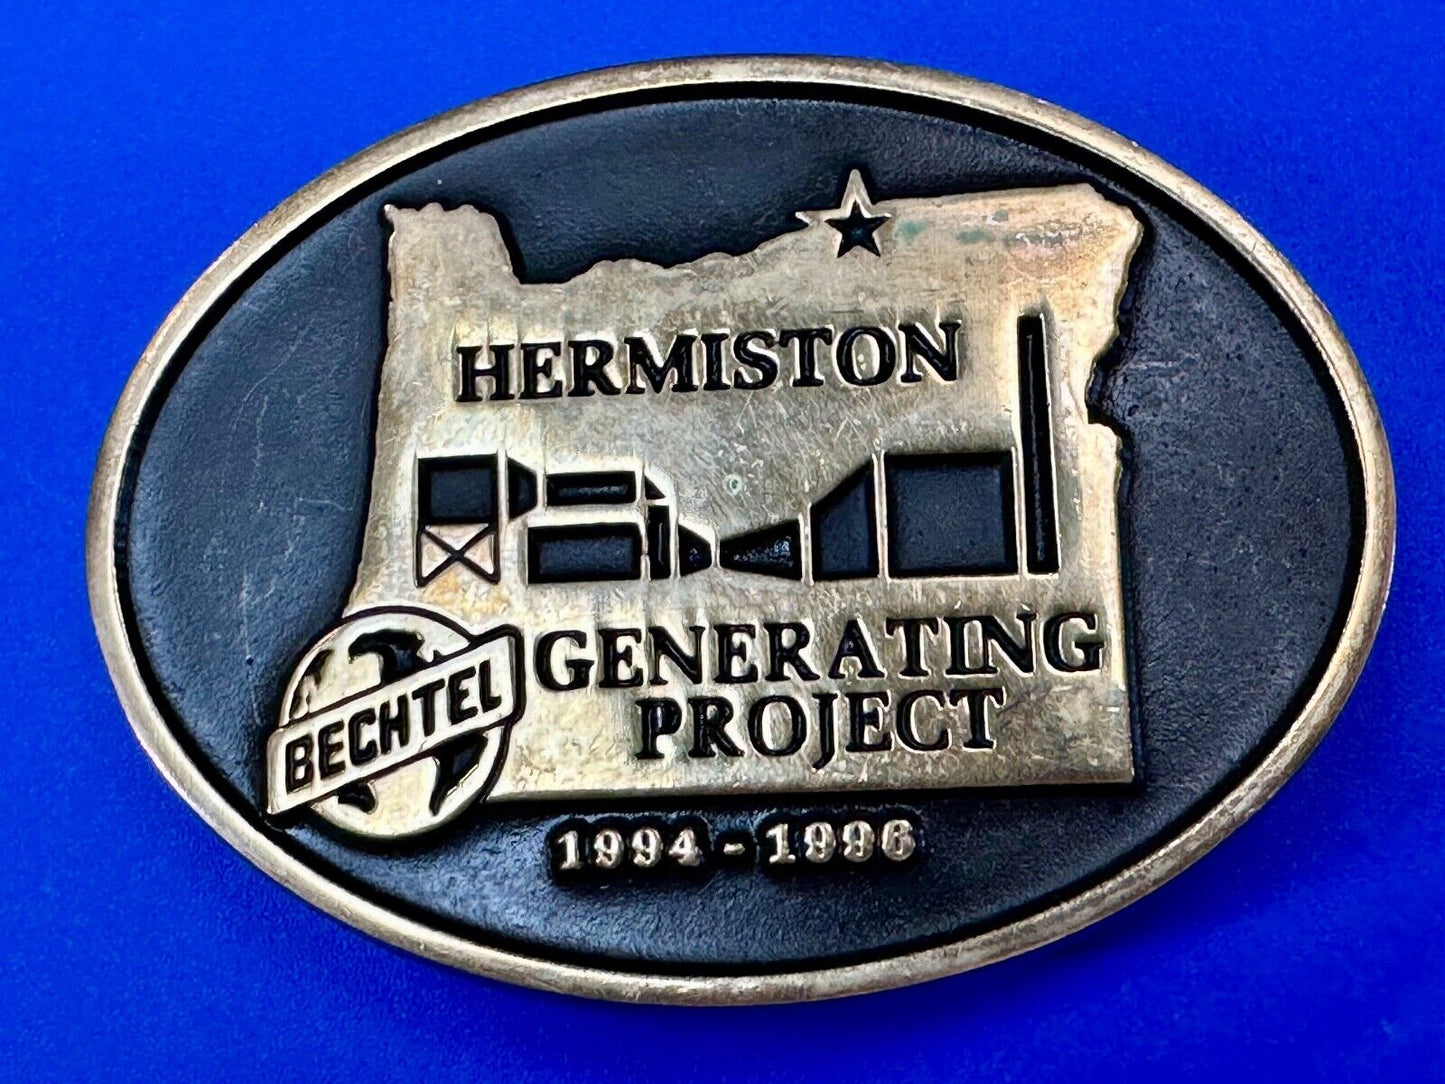 HERMISTON
GENERATING
PROJECT
BECHTEL
1994 - 1996